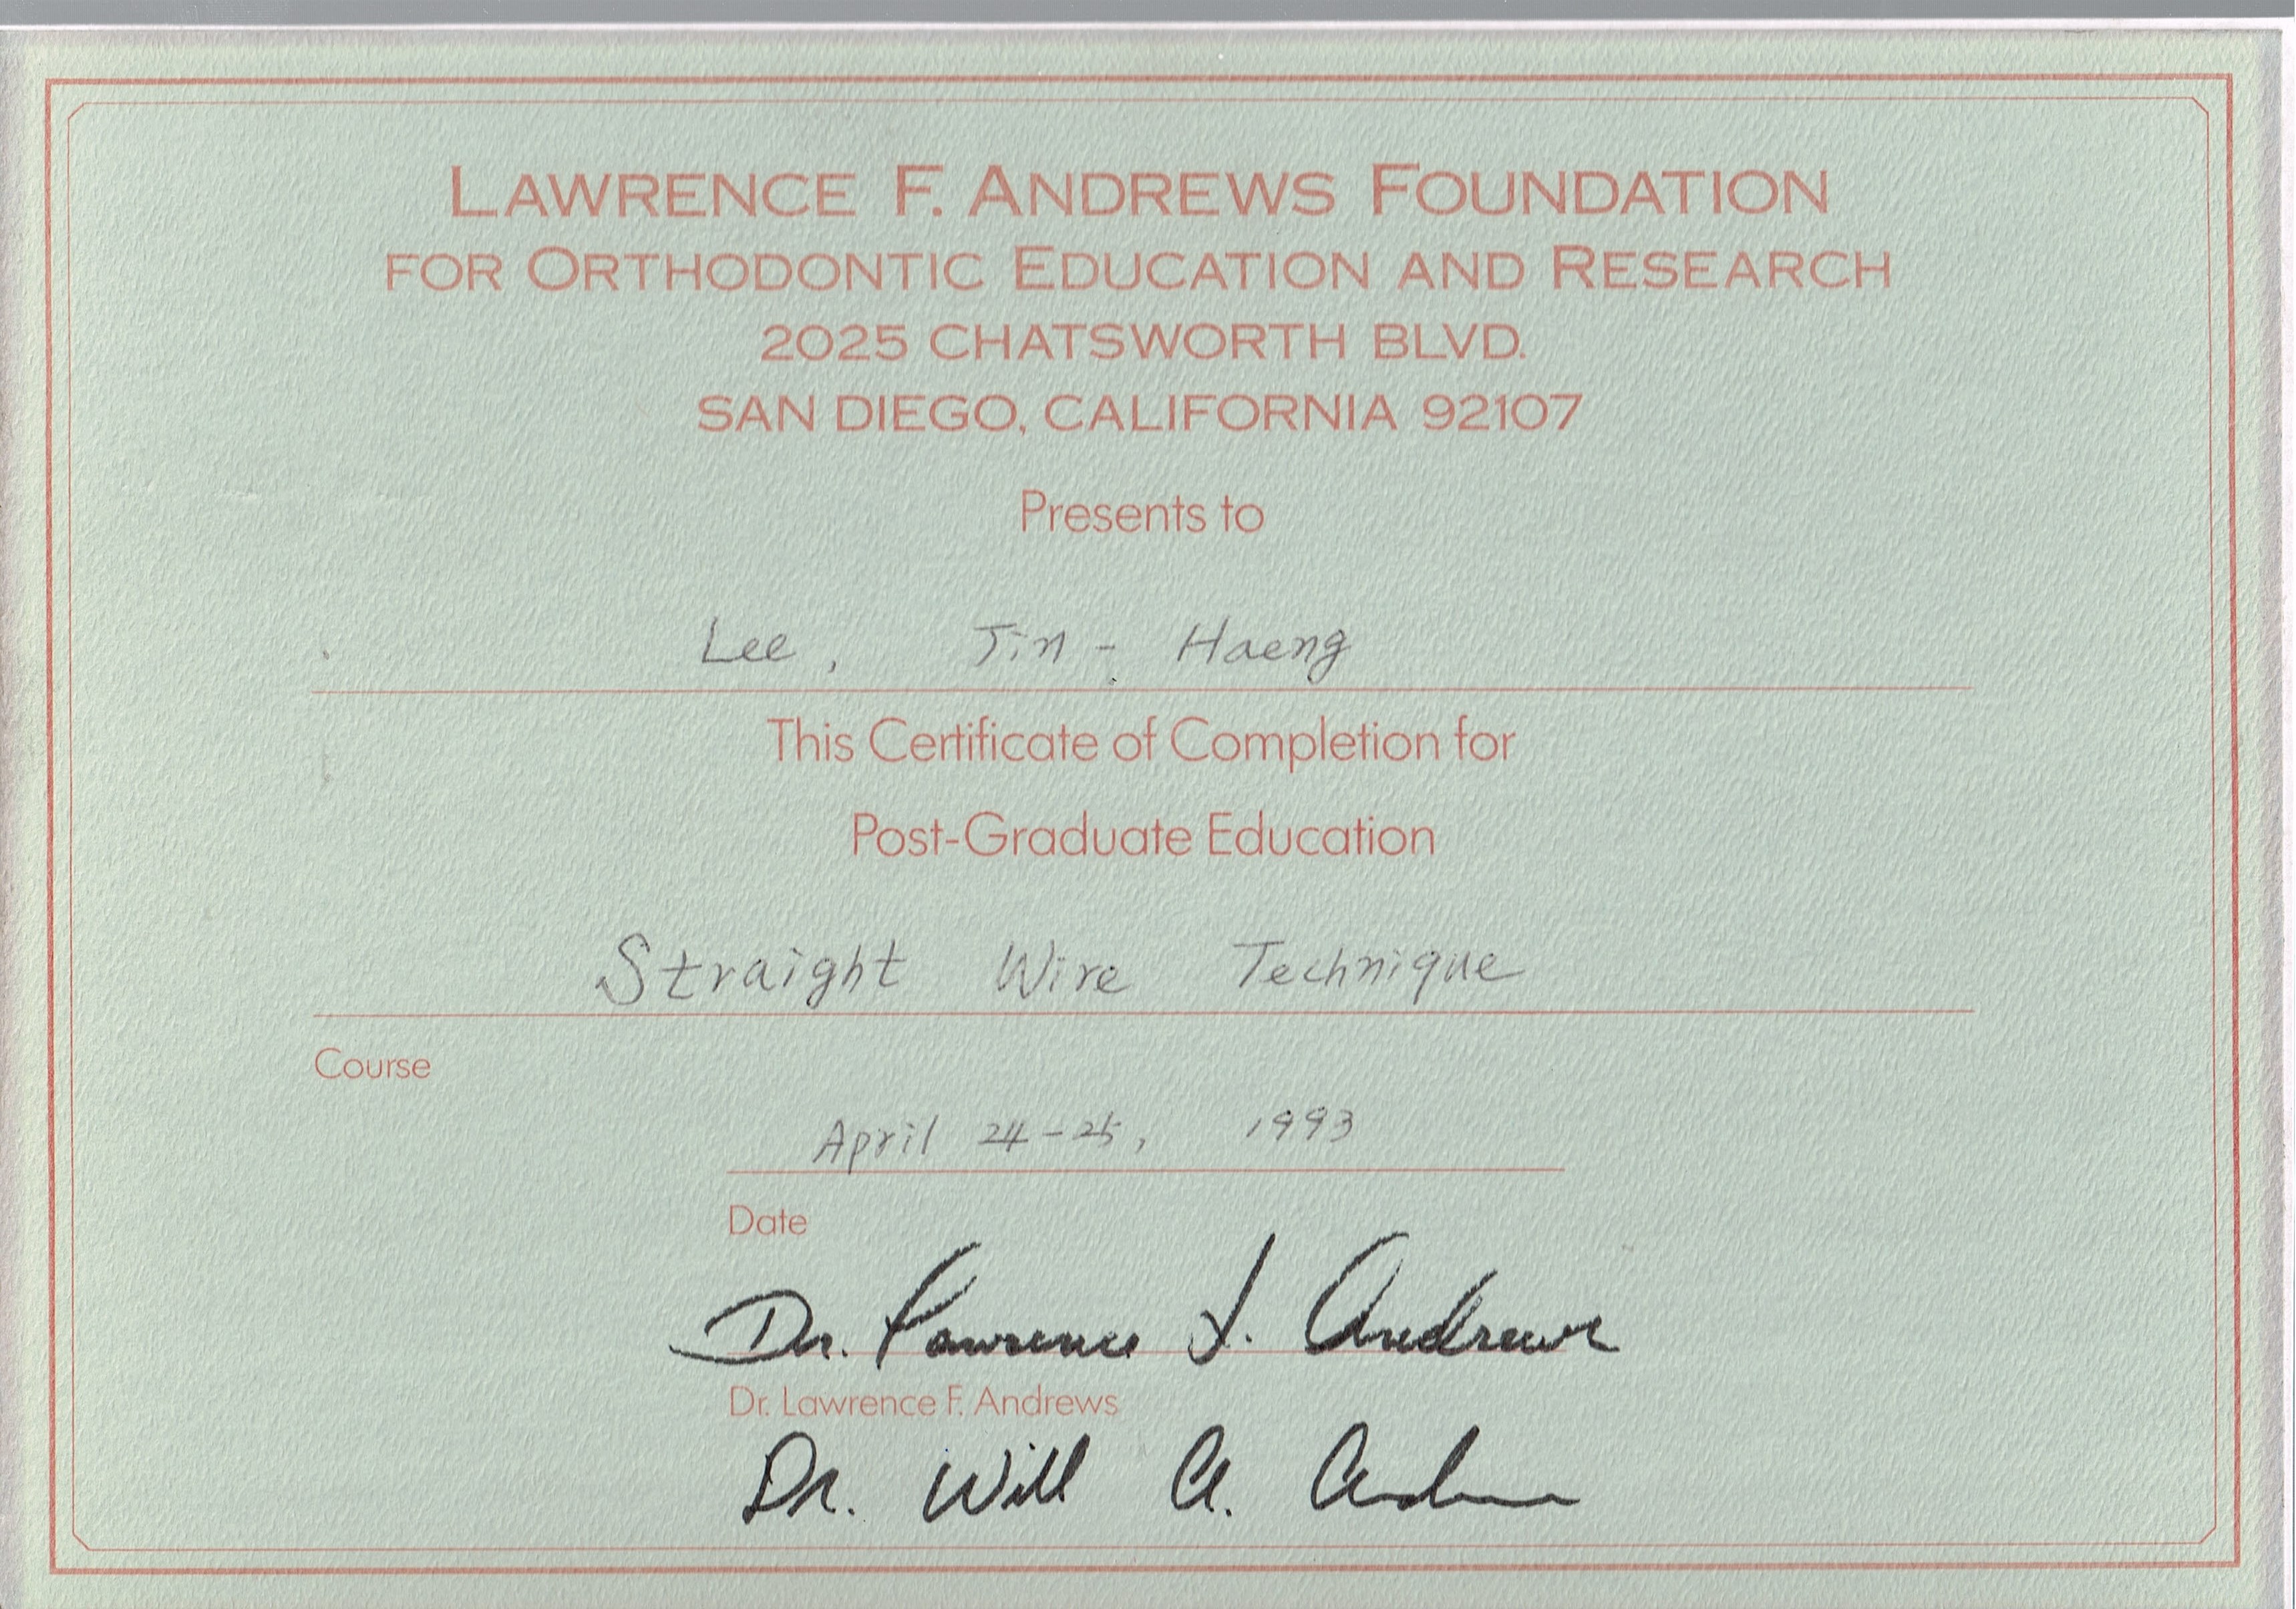 LAWRENCE F. ANDREWS FOUNDATION
FOR ORTHODONTIC EDUCATION AND RESEARCH
2025 CHATSWORTH BLVD.
SAN DIEGO, CALIFORNIA 92107
Presents to
Lee, Jin-Haeng
This Certificate of Completion for
Post-Graduate Education
Straight Wire Technique
Course
April 24-25, 1993
Date
Dr. Lawrence F. Andrews
Dr. Lawrence F. Andrews
Dr. Will A. Andrews